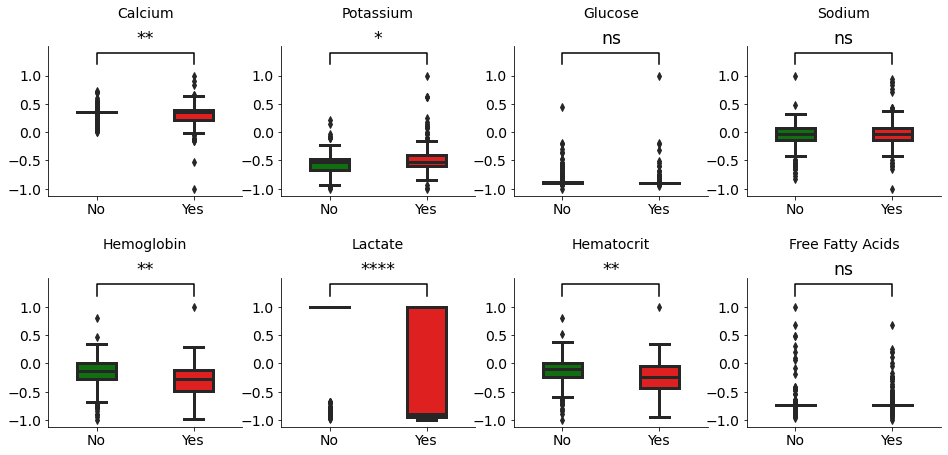 Calcium
**
1.0
0.5
0.0
−0.5
−1.0
No Yes
Potassium
*
1.0
0.5
0.0
−0.5
−1.0
No Yes
Glucose
ns
1.0
0.5
0.0
−0.5
−1.0
No Yes
Sodium
ns
1.0
0.5
0.0
−0.5
−1.0
No Yes
Hemoglobin
**
1.0
0.5
0.0
−0.5
−1.0
No Yes
Lactate
****
1.0
0.5
0.0
−0.5
−1.0
No Yes
Hematocrit
**
1.0
0.5
0.0
−0.5
−1.0
No Yes
Free Fatty Acids
ns
1.0
0.5
0.0
−0.5
−1.0
No Yes